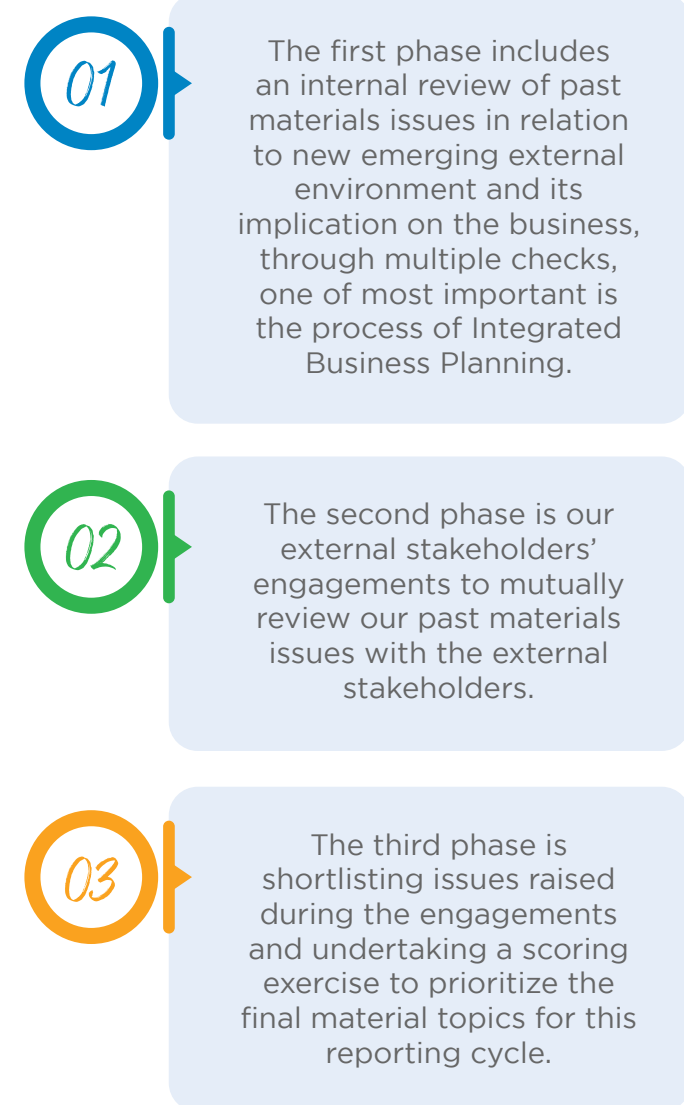 01
The first phase includes
an internal review of past
materials issues in relation
to new emerging external
environment and its
implication on the business,
through multiple checks,
one of most important is
the process of Integrated
Business Planning.
02
The second phase is our
external stakeholders’
engagements to mutually
review our past materials
issues with the external
stakeholders.
03
The third phase is
shortlisting issues raised
during the engagements
and undertaking a scoring
exercise to prioritize the
final material topics for this
reporting cycle.